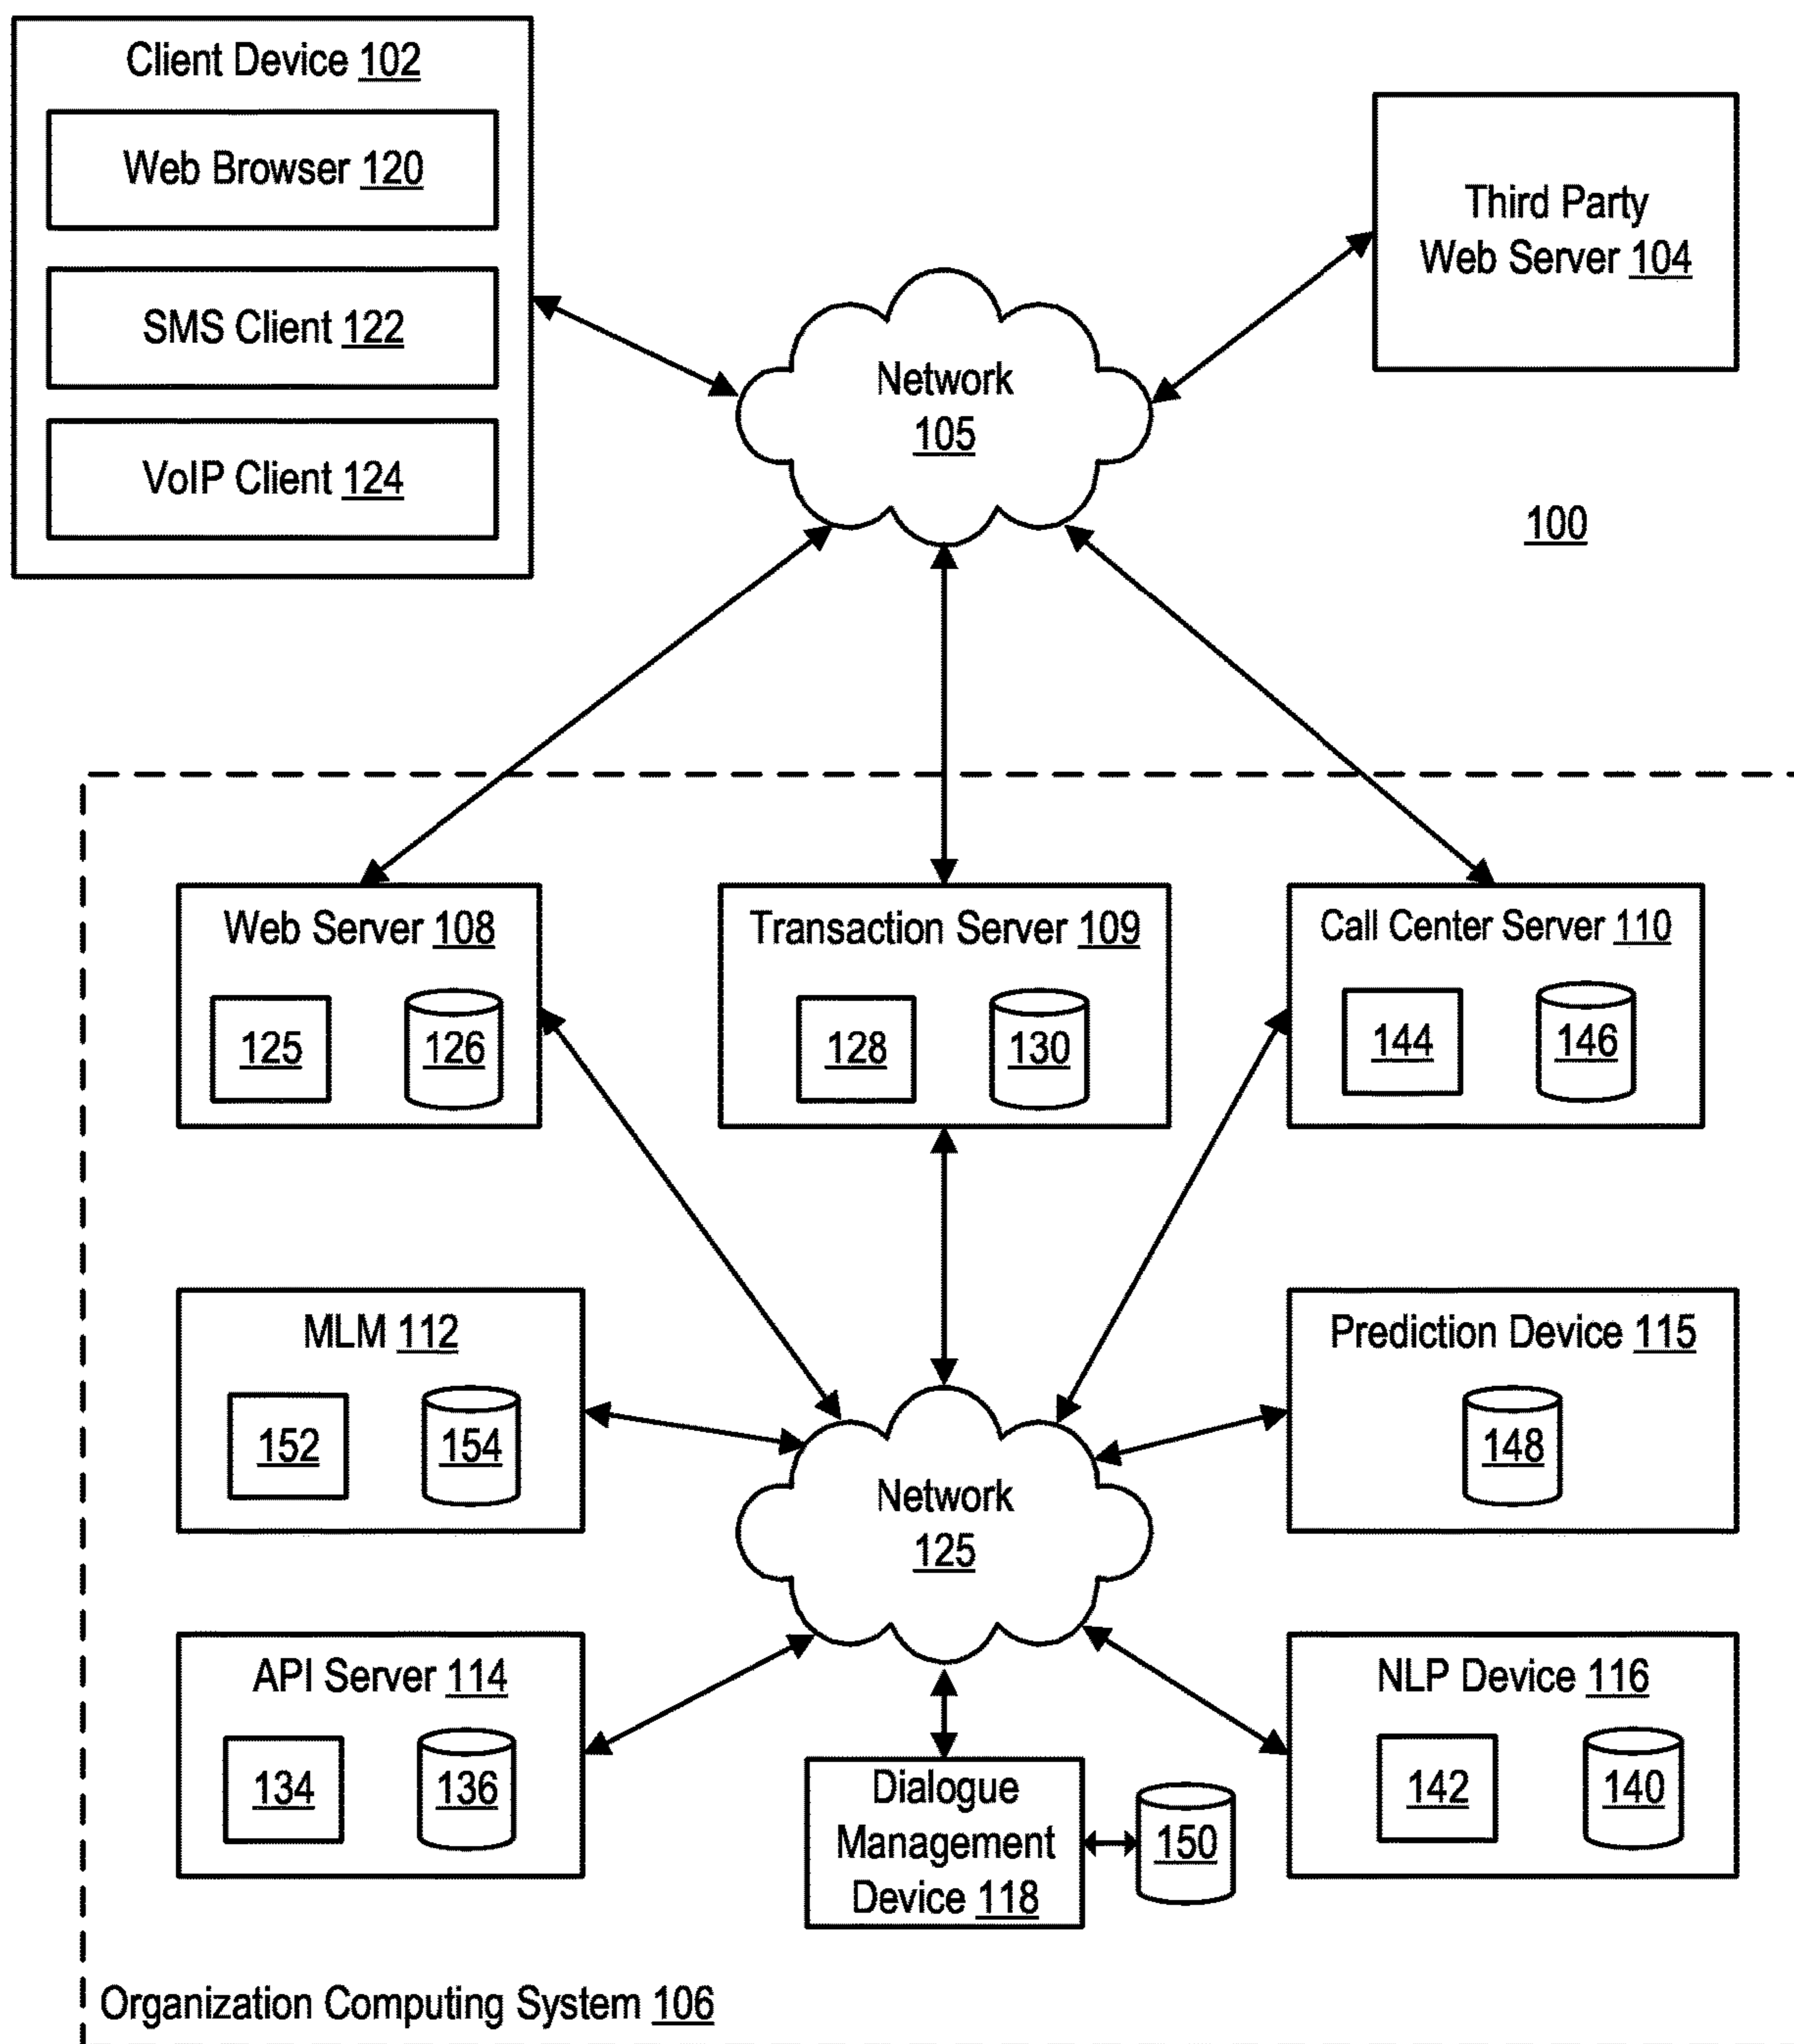 Client Device 102
Web Browser 120
SMS Client 122
VoIP Client 124
Third Party
Web Server 104
Network
105
100
Web Server 108
125
126
Transaction Server 109
128
130
Call Center Server 110
144
146
MLM 112
152
154
Prediction Device 115
148
Network
125
API Server 114
134
136
Dialogue
Management
Device 118
150
NLP Device 116
142
140
Organization Computing System 106